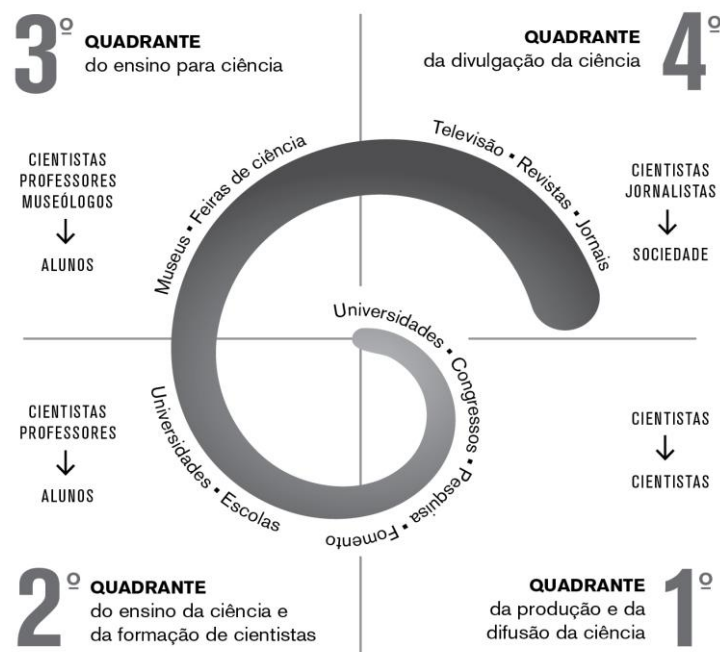 3º
QUADRANTE
do ensino para ciência
4º
QUADRANTE
da divulgação da ciência
CIENTISTAS
PROFESSORES
MUSEÓLOGOS
↓
ALUNOS
Museus • Feiras de ciência
Televisão • Revistas • Jornais
CIENTISTAS
JORNALISTAS
↓
SOCIEDADE
Universidades • Congressos • Pesquisa • Fomento
Universidades • Escolas
CIENTISTAS
PROFESSORES
↓
ALUNOS
CIENTISTAS
↓
CIENTISTAS
2º
QUADRANTE
do ensino da ciência e
da formação de cientistas
QUADRANTE
da produção e da
difusão da ciência
1º